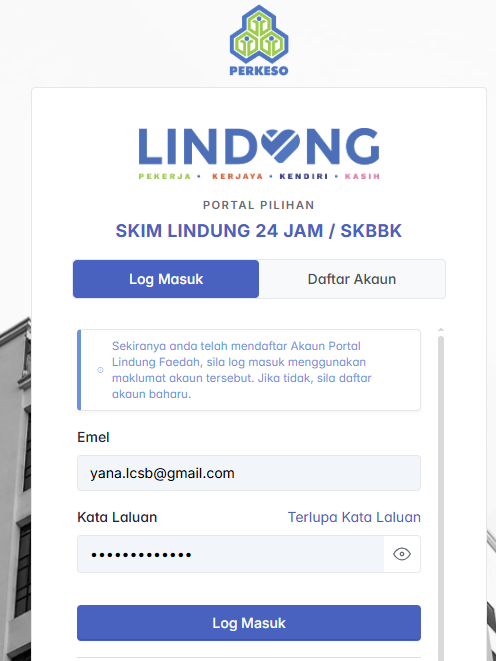 PERKESO
LINDUNG
PEKERJA • KERJAYA • KENDIRI • KASIH
PORTAL PILIHAN
SKIM LINDUNG 24 JAM / SKBBK
Log Masuk
Daftar Akaun
Sekiranya anda telah mendaftar Akaun Portal
Lindung Faedah, sila log masuk menggunakan
maklumat akaun tersebut. Jika tidak, sila daftar
akaun baharu.
Emel
yana.lcsb@gmail.com
Kata Laluan
Terlupa Kata Laluan
•••••••••••••
Log Masuk